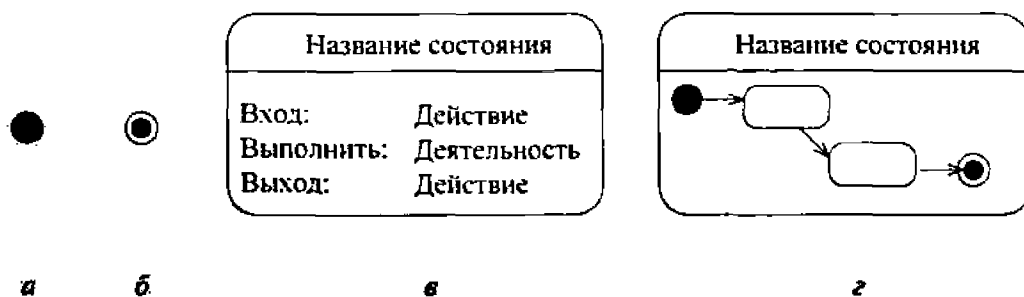 Название состояния
Вход: Действие
Выполнить: Деятельность
Выход: Действие
Название состояния
а б в г